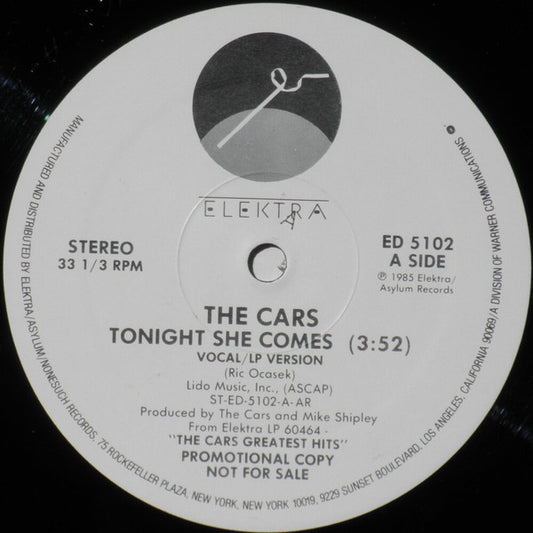 ELEKTRA
STEREO
33 1/3 RPM
ED 5102
A SIDE
℗ 1985 Elektra/
Asylum Records
THE CARS
TONIGHT SHE COMES (3:52)
VOCAL/LP VERSION
(Ric Ocasek)
Lido Music, Inc., (ASCAP)
ST-ED-5102-A-AR
Produced by The Cars and Mike Shipley
From Elektra LP 60464 -
"THE CARS GREATEST HITS"
PROMOTIONAL COPY
NOT FOR SALE
MANUFACTURED AND DISTRIBUTED BY ELEKTRA/ASYLUM/NONESUCH RECORDS, 75 ROCKEFELLER PLAZA, NEW YORK, NEW YORK 10019, 9229 SUNSET BOULEVARD, LOS ANGELES, CALIFORNIA 90069/A DIVISION OF WARNER COMMUNICATIONS